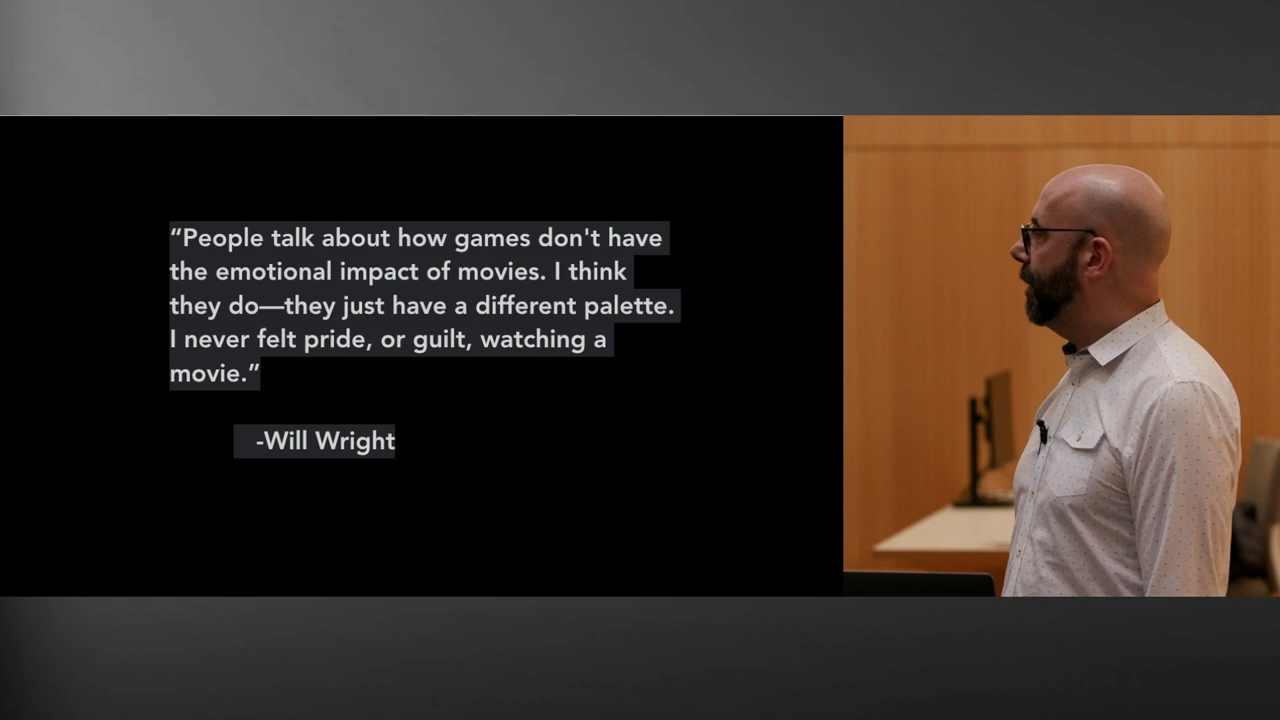 “People talk about how games don't have
the emotional impact of movies. I think
they do—they just have a different palette.
I never felt pride, or guilt, watching a
movie.”
-Will Wright